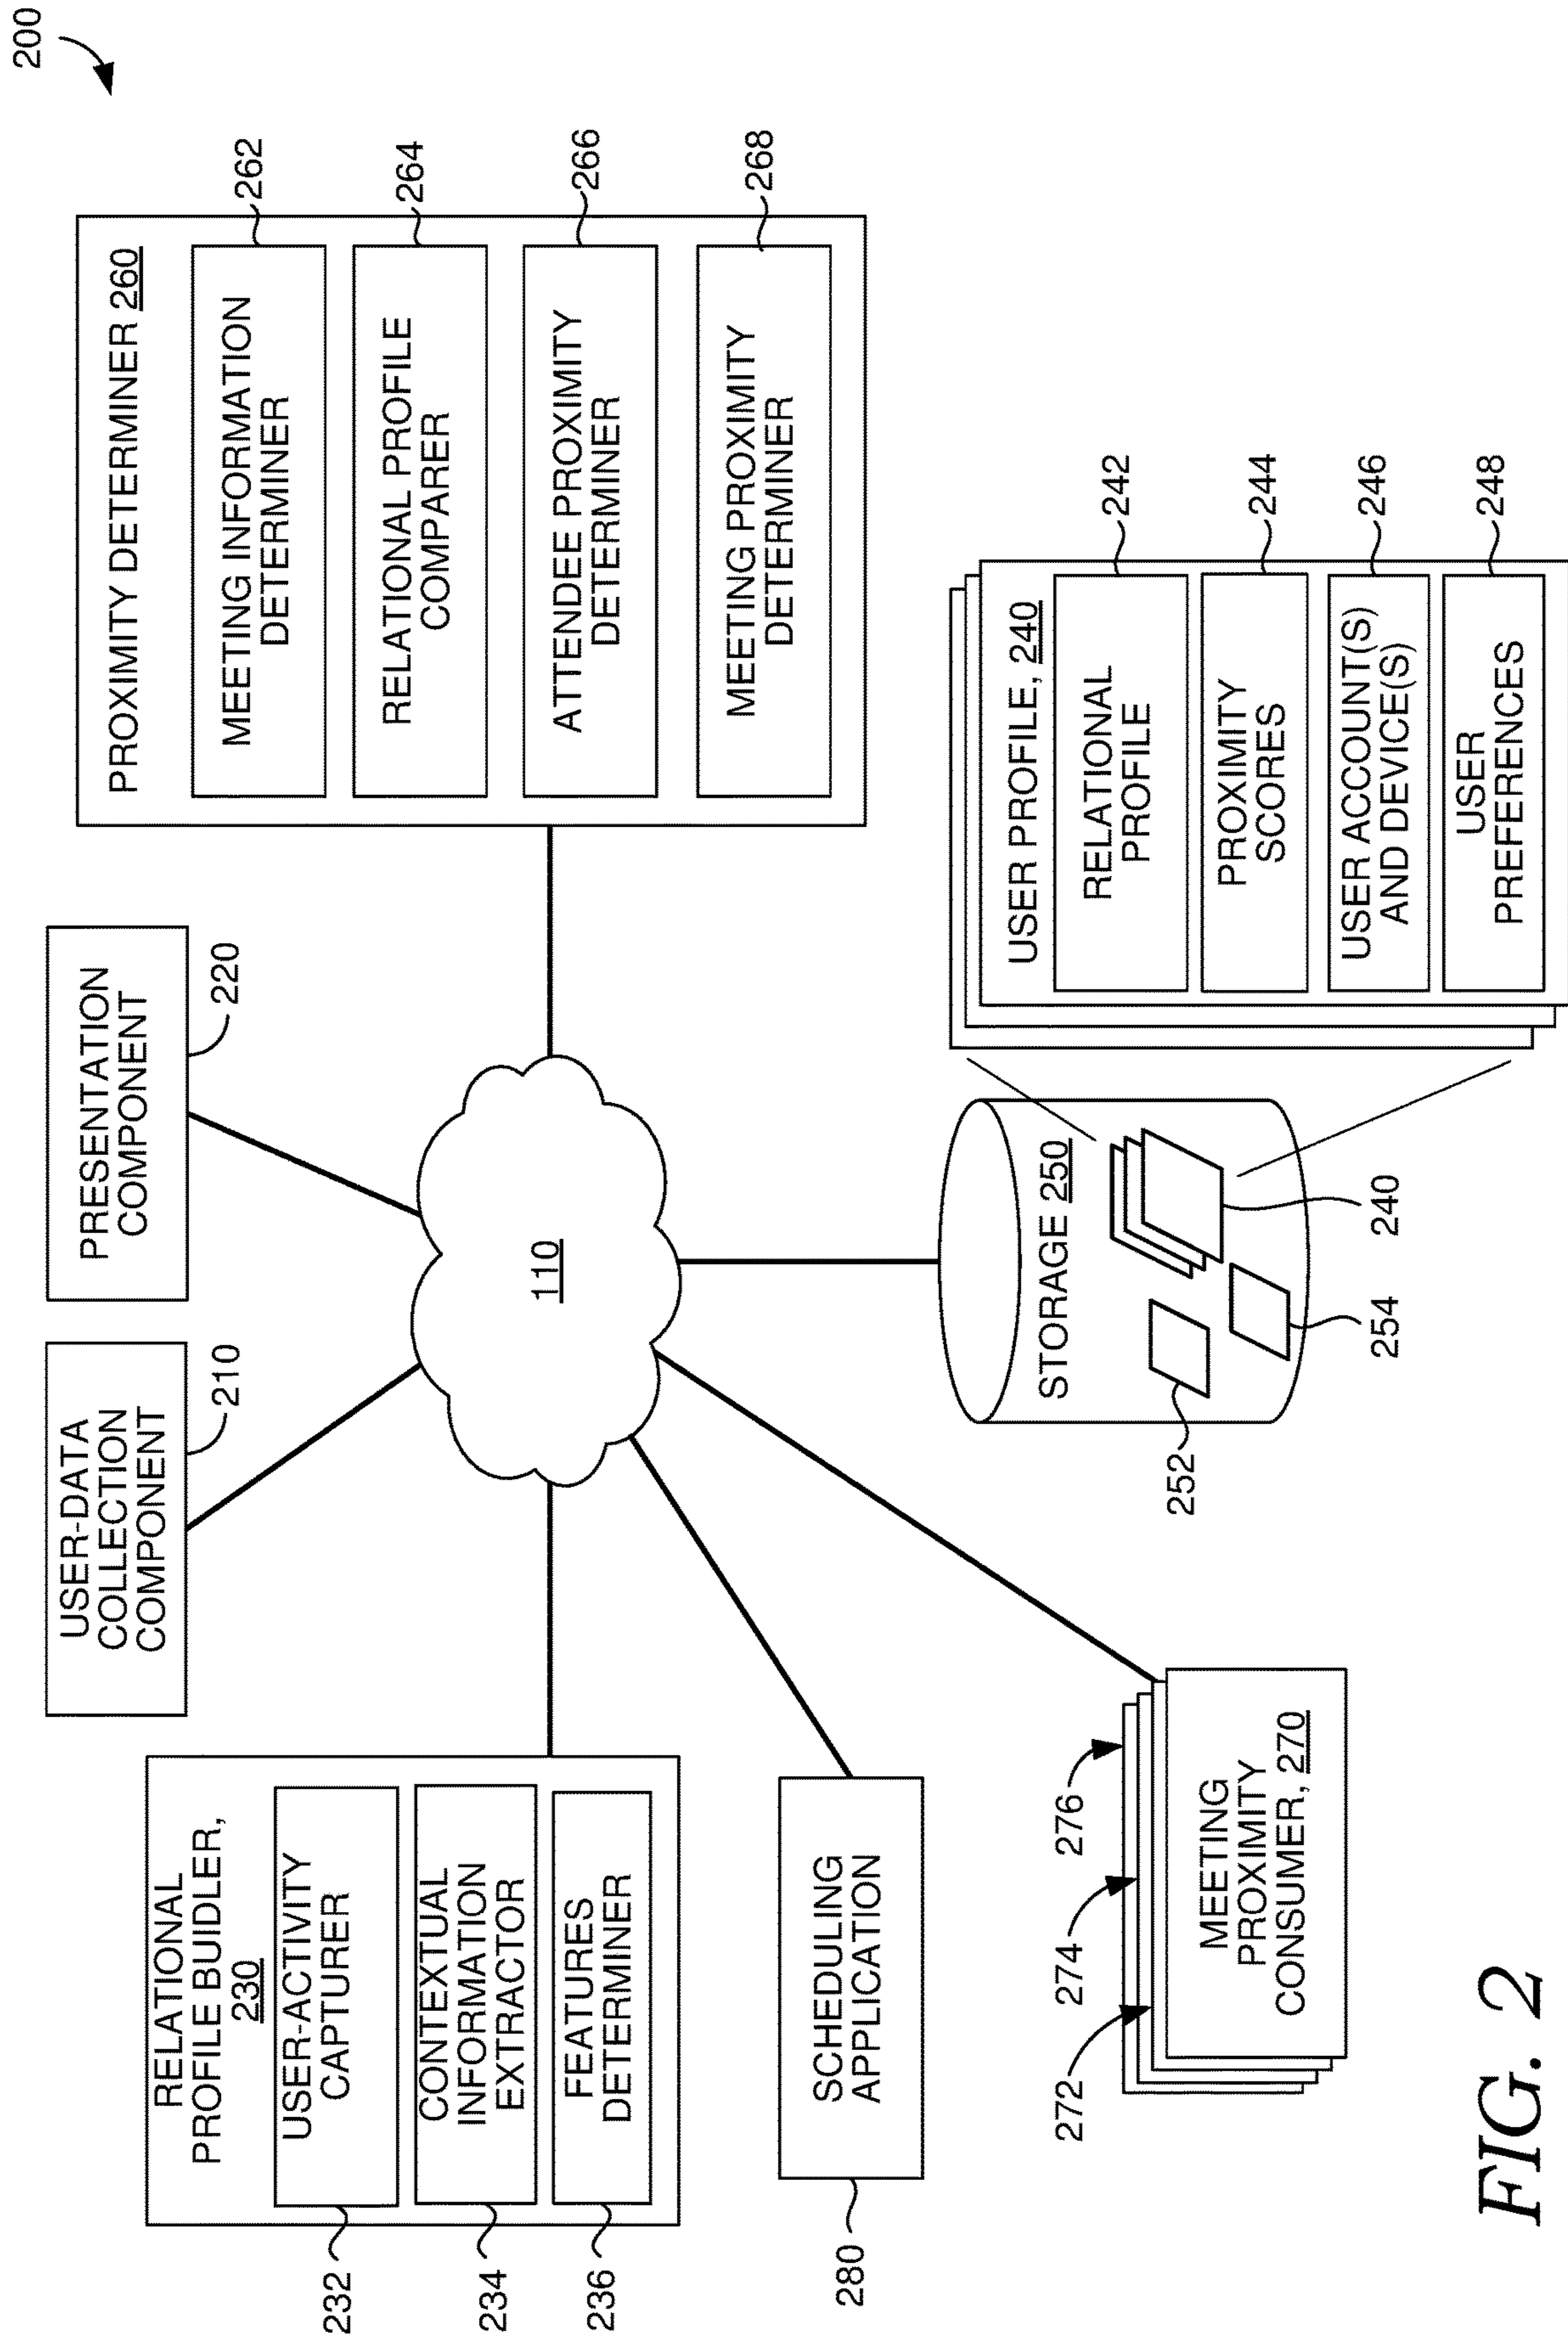 200
USER-DATA
COLLECTION
COMPONENT
210
PRESENTATION
COMPONENT
220
RELATIONAL
PROFILE BUIDLER,
230
USER-ACTIVITY
CAPTURER
232
CONTEXTUAL
INFORMATION
EXTRACTOR
234
FEATURES
DETERMINER
236
110
PROXIMITY DETERMINER 260
MEETING INFORMATION
DETERMINER
262
RELATIONAL PROFILE
COMPARER
264
ATTENDEE PROXIMITY
DETERMINER
266
MEETING PROXIMITY
DETERMINER
268
SCHEDULING
APPLICATION
280
272
274
276
MEETING
PROXIMITY
CONSUMER, 270
STORAGE 250
252
254
240
USER PROFILE, 240
RELATIONAL
PROFILE
242
PROXIMITY
SCORES
244
USER ACCOUNT(S)
AND DEVICE(S)
246
USER
PREFERENCES
248
FIG. 2